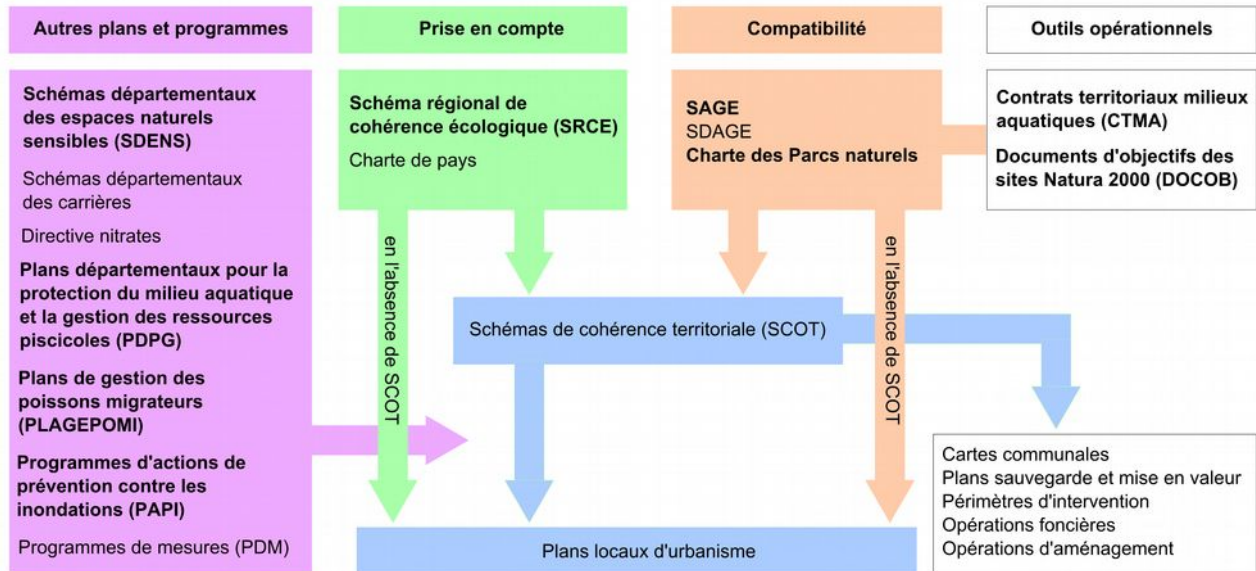 Autres plans et programmes
Prise en compte
Compatibilité
Outils opérationnels
Schémas départementaux
des espaces naturels
sensibles (SDENS)
Schémas départementaux
des carrières
Directive nitrates
Plans départementaux pour la
protection du milieu aquatique
et la gestion des ressources
piscicoles (PDPG)
Plans de gestion des
poissons migrateurs
(PLAGEPOMI)
Programmes d'actions de
prévention contre les
inondations (PAPI)
Programmes de mesures (PDM)
Schéma régional de
cohérence écologique (SRCE)
Charte de pays
SAGE
SDAGE
Charte des Parcs naturels
Contrats territoriaux milieux
aquatiques (CTMA)
Documents d'objectifs des
sites Natura 2000 (DOCOB)
en l'absence de SCOT
en l'absence de SCOT
Schémas de cohérence territoriale (SCOT)
Cartes communales
Plans sauvegarde et mise en valeur
Périmètres d'intervention
Opérations foncières
Opérations d'aménagement
Plans locaux d'urbanisme